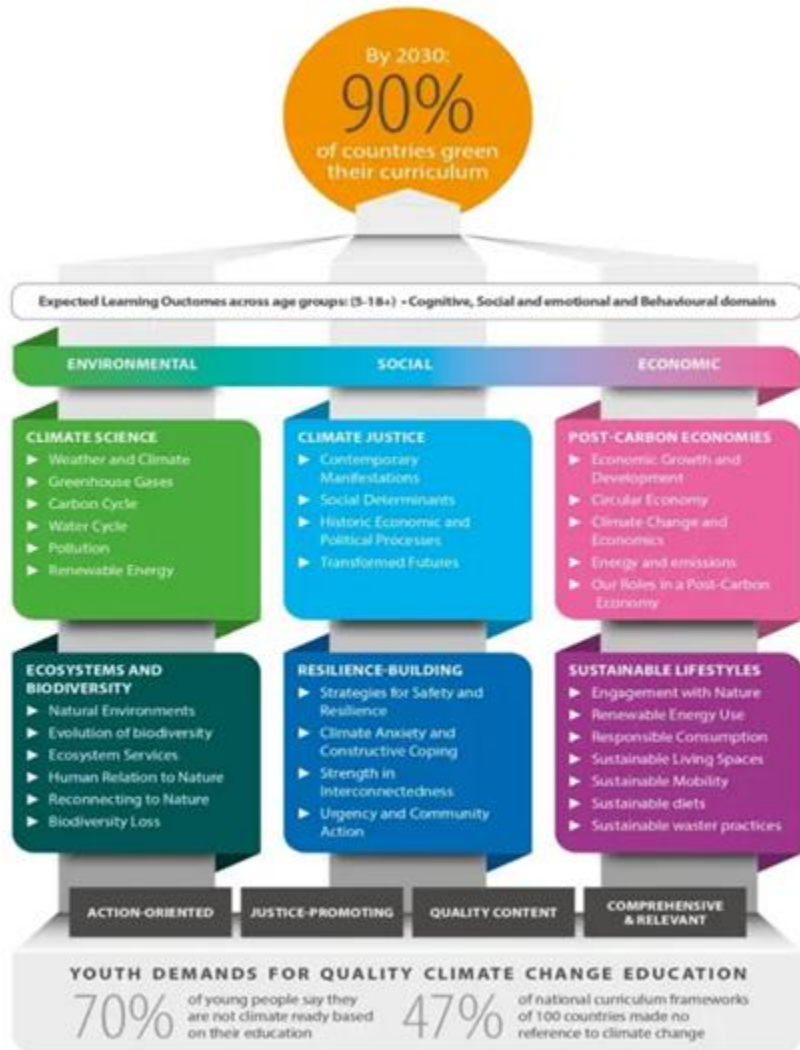 By 2030:
90%
of countries green
their curriculum
Expected Learning Ouctomes across age groups: (5-18+) - Cognitive, Social and emotional and Behavioural domains
ENVIRONMENTAL
SOCIAL
ECONOMIC
CLIMATE SCIENCE
▶ Weather and Climate
▶ Greenhouse Gases
▶ Carbon Cycle
▶ Water Cycle
▶ Pollution
▶ Renewable Energy
CLIMATE JUSTICE
▶ Contemporary
Manifestations
▶ Social Determinants
▶ Historic Economic and
Political Processes
▶ Transformed Futures
POST-CARBON ECONOMIES
▶ Economic Growth and
Development
▶ Circular Economy
▶ Climate Change and
Economics
▶ Energy and emissions
▶ Our Roles in a Post-Carbon
Economy
ECOSYSTEMS AND
BIODIVERSITY
▶ Natural Environments
▶ Evolution of biodiversity
▶ Ecosystem Services
▶ Human Relation to Nature
▶ Reconnecting to Nature
▶ Biodiversity Loss
RESILIENCE-BUILDING
▶ Strategies for Safety and
Resilience
▶ Climate Anxiety and
Constructive Coping
▶ Strength in
Interconnectedness
▶ Urgency and Community
Action
SUSTAINABLE LIFESTYLES
▶ Engagement with Nature
▶ Renewable Energy Use
▶ Responsible Consumption
▶ Sustainable Living Spaces
▶ Sustainable Mobility
▶ Sustainable diets
▶ Sustainable waster practices
ACTION-ORIENTED
JUSTICE-PROMOTING
QUALITY CONTENT
COMPREHENSIVE
& RELEVANT
YOUTH DEMANDS FOR QUALITY CLIMATE CHANGE EDUCATION
70%
of young people say they
are not climate ready based
on their education
47%
of national curriculum frameworks
of 100 countries made no
reference to climate change